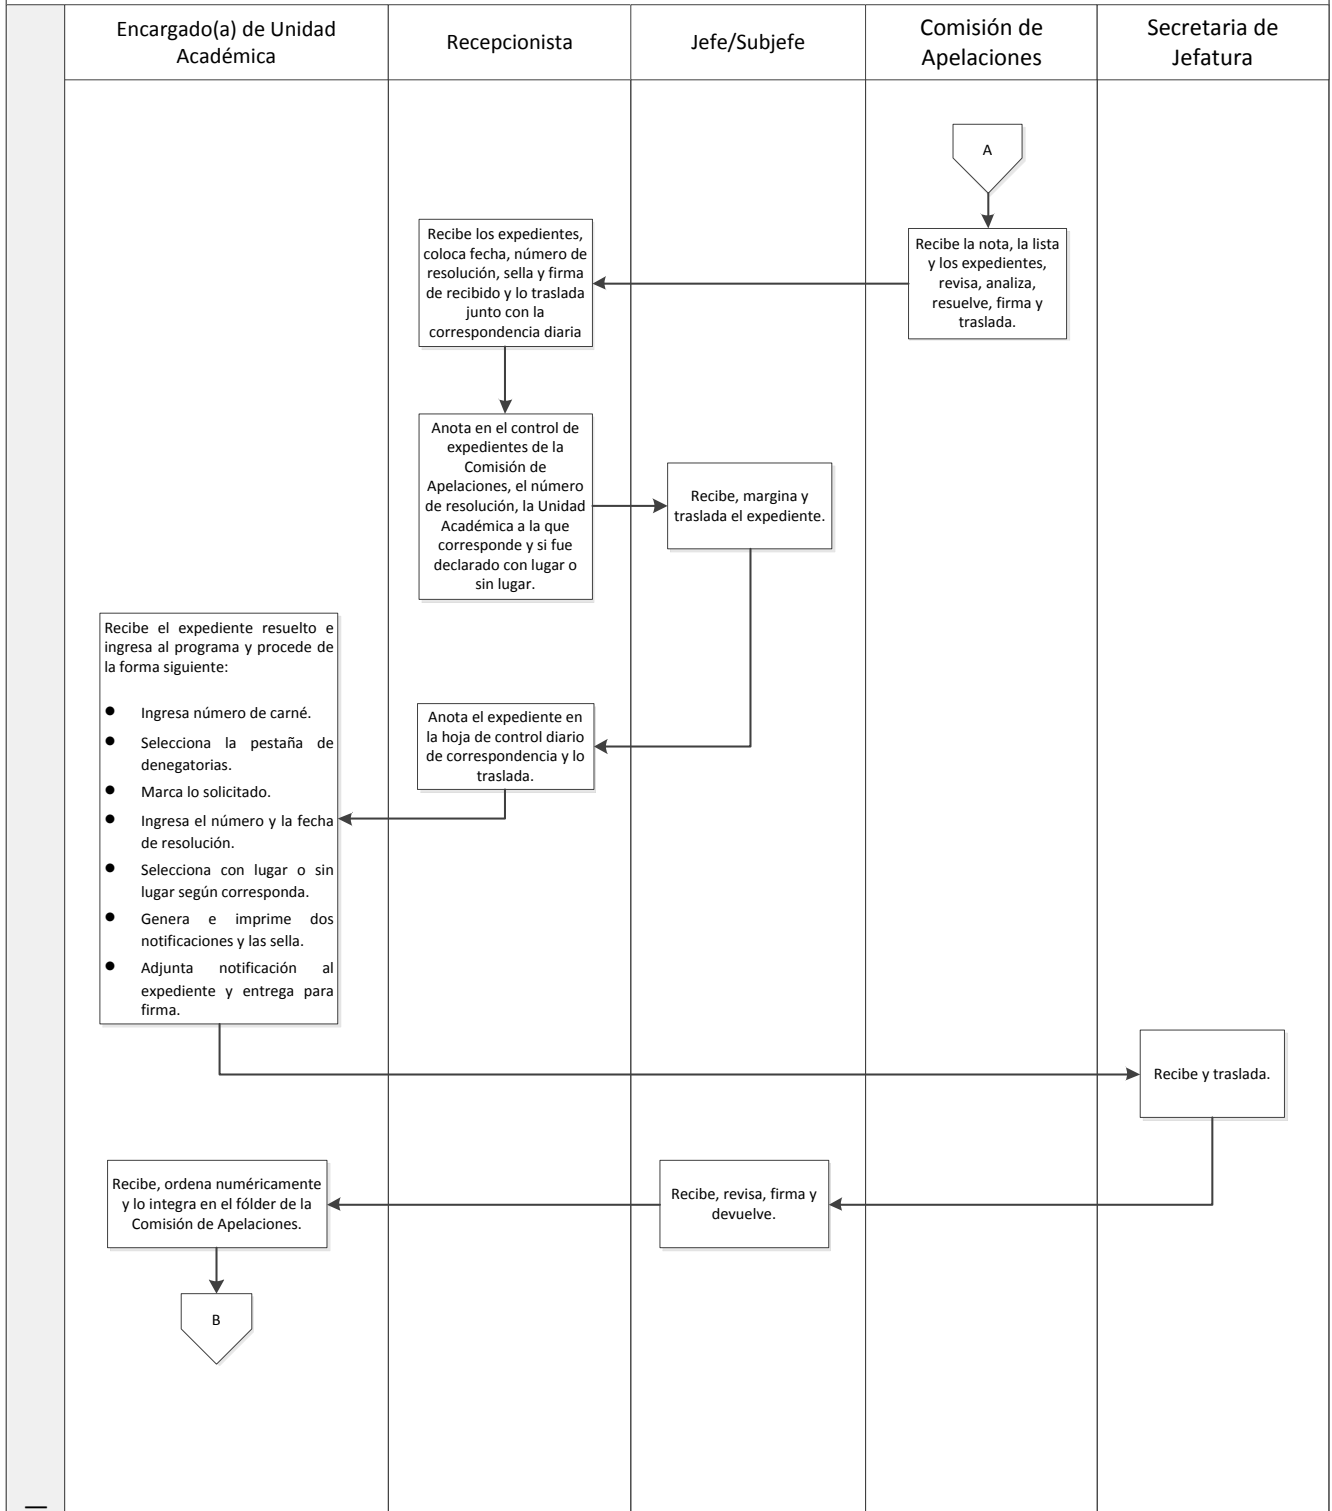 Encargado(a) de Unidad
Académica
Recepcionista
Jefe/Subjefe
Comisión de
Apelaciones
Secretaria de
Jefatura
A
Recibe la nota, la lista
y los expedientes,
revisa, analiza,
resuelve, firma y
traslada.
Recibe los expedientes,
coloca fecha, número de
resolución, sella y firma
de recibido y lo traslada
junto con la
correspondencia diaria
Anota en el control de
expedientes de la
Comisión de
Apelaciones, el número
de resolución, la Unidad
Académica a la que
corresponde y si fue
declarado con lugar o
sin lugar.
Recibe, margina y
traslada el expediente.
Anota el expediente en
la hoja de control diario
de correspondencia y lo
traslada.
Recibe el expediente resuelto e
ingresa al programa y procede de
la forma siguiente:
● Ingresa número de carné.
● Selecciona la pestaña de
denegatorias.
● Marca lo solicitado.
● Ingresa el número y la fecha
de resolución.
● Selecciona con lugar o sin
lugar según corresponda.
● Genera e imprime dos
notificaciones y las sella.
● Adjunta notificación al
expediente y entrega para
firma.
Recibe y traslada.
Recibe, revisa, firma y
devuelve.
Recibe, ordena numéricamente
y lo integra en el fólder de la
Comisión de Apelaciones.
B